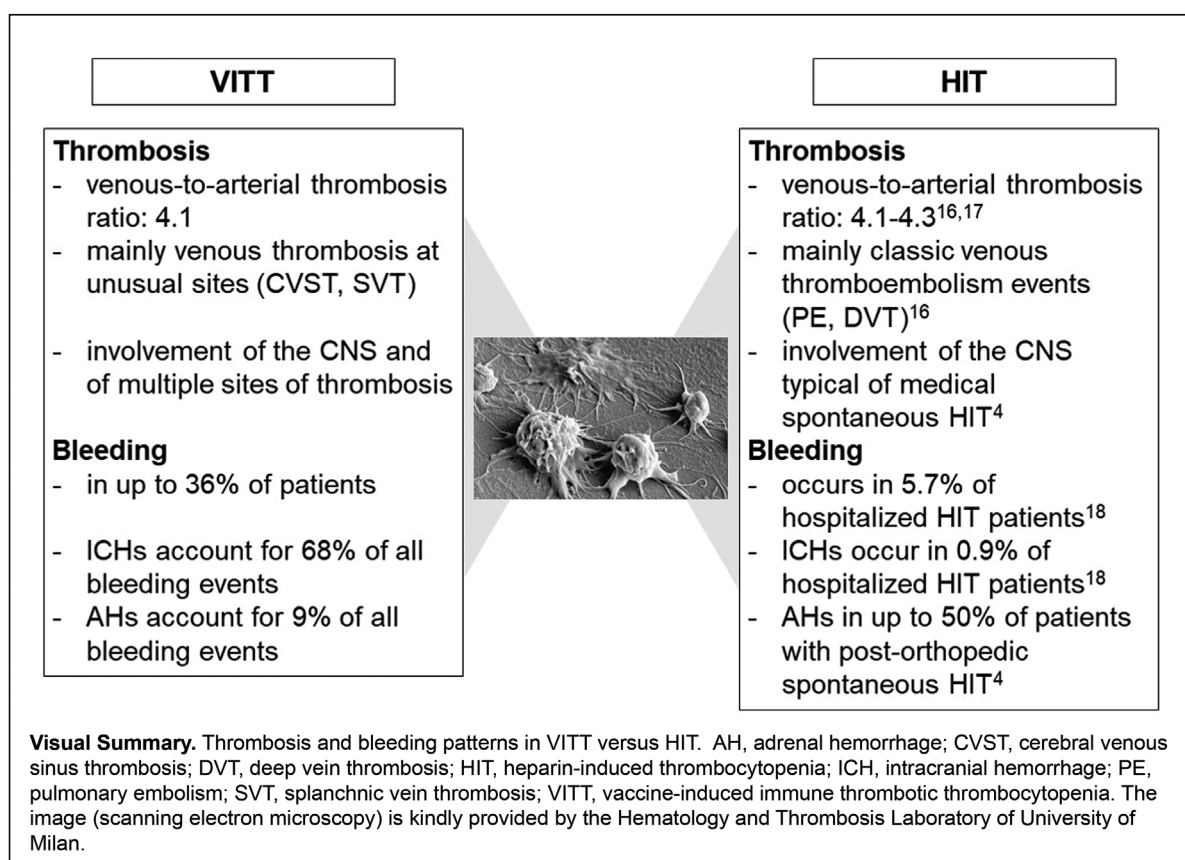 VITT
Thrombosis
- venous-to-arterial thrombosis
ratio: 4.1
- mainly venous thrombosis at
unusual sites (CVST, SVT)
- involvement of the CNS and
of multiple sites of thrombosis
Bleeding
- in up to 36% of patients
- ICHs account for 68% of all
bleeding events
- AHs account for 9% of all
bleeding events
HIT
Thrombosis
- venous-to-arterial thrombosis
ratio: 4.1-4.3¹⁶,¹⁷
- mainly classic venous
thromboembolism events
(PE, DVT)¹⁶
- involvement of the CNS
typical of medical
spontaneous HIT⁴
Bleeding
- occurs in 5.7% of
hospitalized HIT patients¹⁸
- ICHs occur in 0.9% of
hospitalized HIT patients¹⁸
- AHs in up to 50% of patients
with post-orthopedic
spontaneous HIT⁴
Visual Summary. Thrombosis and bleeding patterns in VITT versus HIT. AH, adrenal hemorrhage; CVST, cerebral venous
sinus thrombosis; DVT, deep vein thrombosis; HIT, heparin-induced thrombocytopenia; ICH, intracranial hemorrhage; PE,
pulmonary embolism; SVT, splanchnic vein thrombosis; VITT, vaccine-induced immune thrombotic thrombocytopenia. The
image (scanning electron microscopy) is kindly provided by the Hematology and Thrombosis Laboratory of University of
Milan.